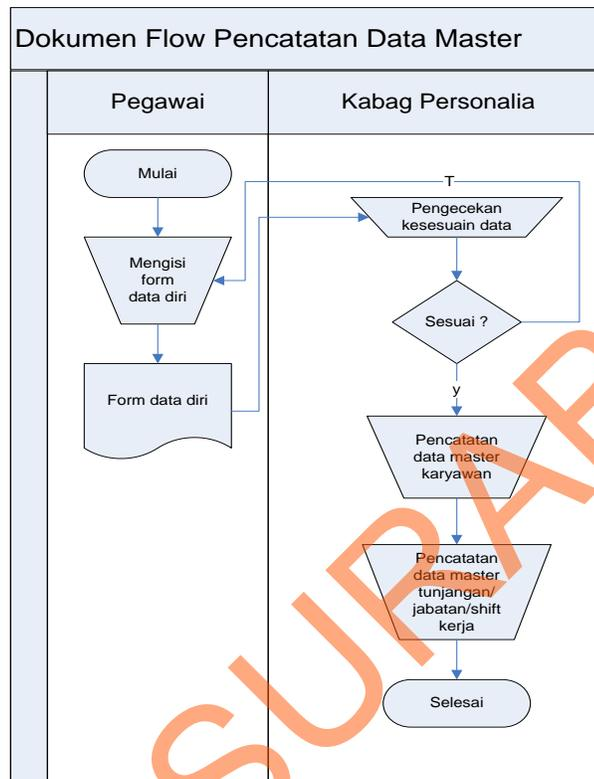 Dokumen Flow Pencatatan Data Master
Pegawai
Kabag Personalia
Mulai
Mengisi
form
data diri
Form data diri
T
Pengecekan
kesesuain data
Sesuai ?
y
Pencatatan
data master
karyawan
Pencatatan
data master
tunjangan/
jabatan/shift
kerja
Selesai
SURA